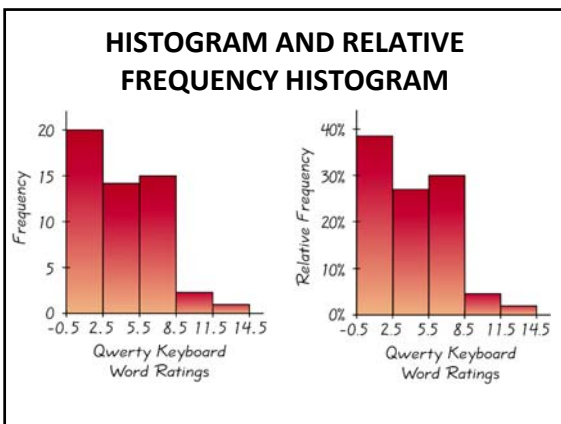 HISTOGRAM AND RELATIVE
FREQUENCY HISTOGRAM
20
15
10
5
0
Frequency
-0.5 2.5 5.5 8.5 11.5 14.5
Qwerty Keyboard
Word Ratings
40%
30%
20%
10%
0%
Relative Frequency
-0.5 2.5 5.5 8.5 11.5 14.5
Qwerty Keyboard
Word Ratings